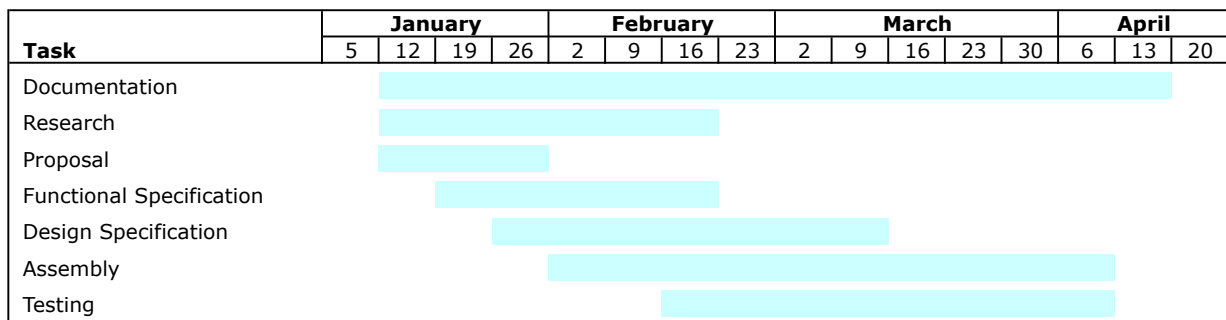 January February March April
Task 5 12 19 26 2 9 16 23 2 9 16 23 30 6 13 20
Documentation
Research
Proposal
Functional Specification
Design Specification
Assembly
Testing